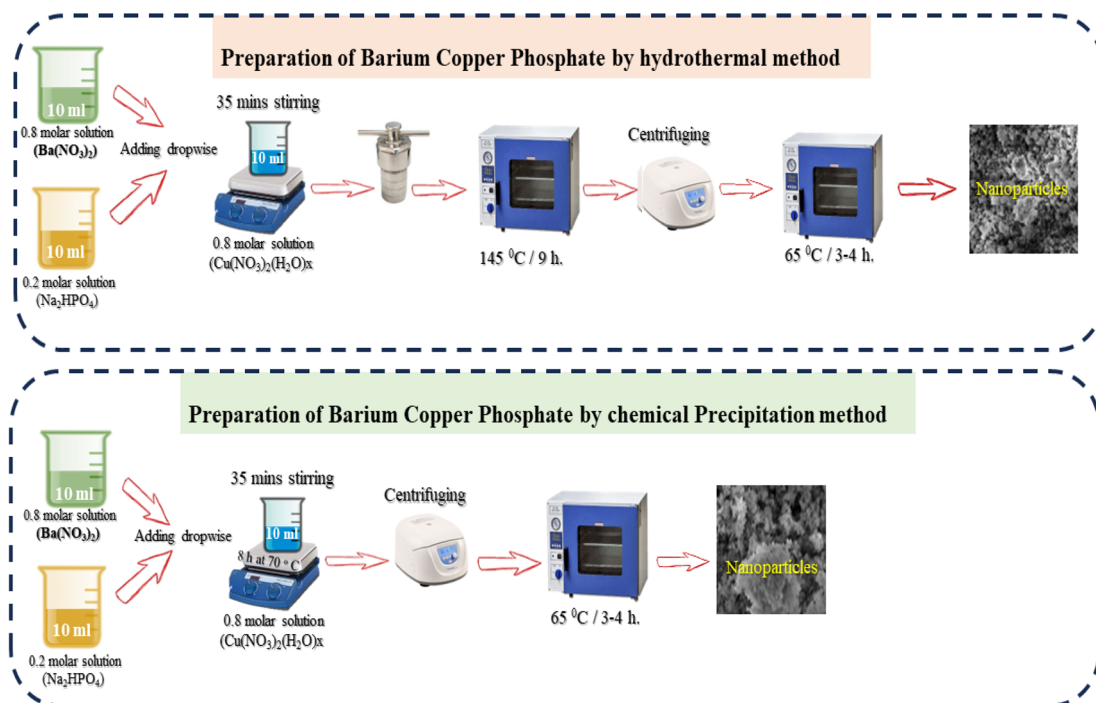 Preparation of Barium Copper Phosphate by hydrothermal method
10 ml
0.8 molar solution
(Ba(NO₃)₂)
Adding dropwise
10 ml
0.2 molar solution
(Na₂HPO₄)
35 mins stirring
10 ml
0.8 molar solution
(Cu(NO₃)₂(H₂O)x
145 ⁰C / 9 h.
Centrifuging
65 ⁰C / 3-4 h.
Nanoparticles
Preparation of Barium Copper Phosphate by chemical Precipitation method
10 ml
0.8 molar solution
(Ba(NO₃)₂)
Adding dropwise
10 ml
0.2 molar solution
(Na₂HPO₄)
35 mins stirring
10 ml
8 h at 70 ° C
0.8 molar solution
(Cu(NO₃)₂(H₂O)x
Centrifuging
65 ⁰C / 3-4 h.
Nanoparticles